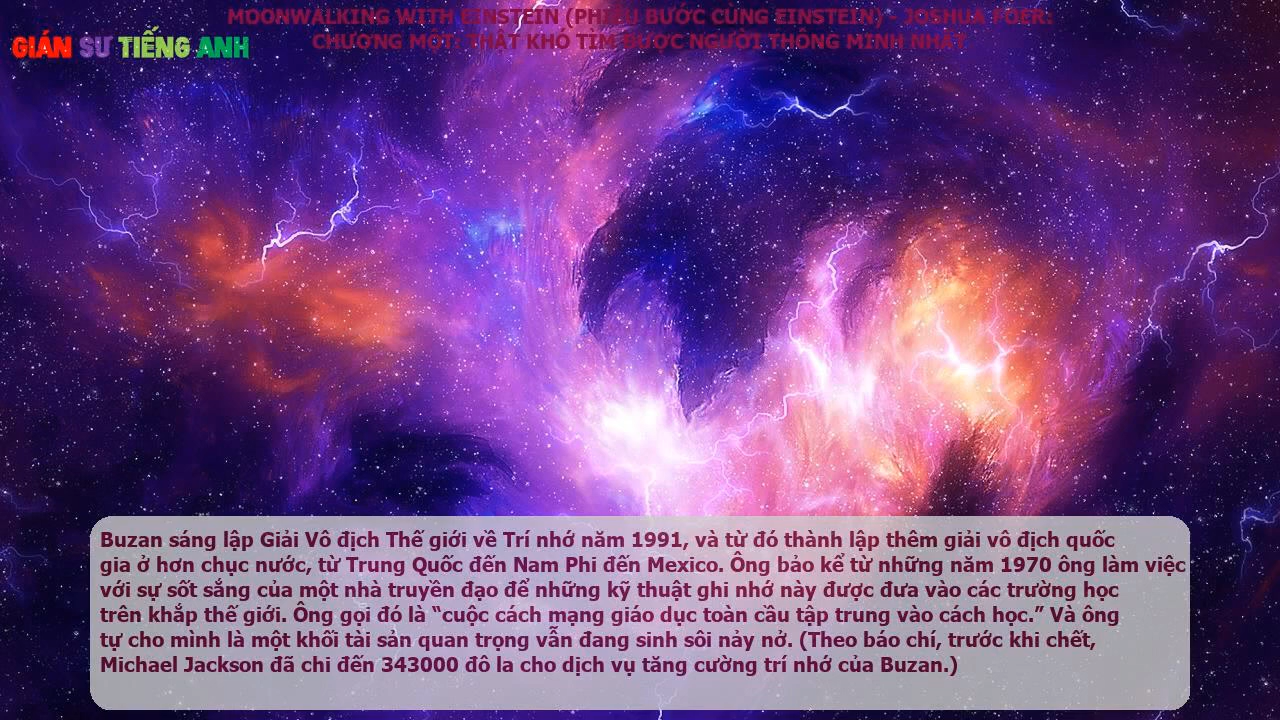 MOONWALKING WITH EINSTEIN (PHIÊU BƯỚC CÙNG EINSTEIN) - JOSHUA FOER:
CHƯƠNG MỘT: THẬT KHÓ TÌM ĐƯỢC NGƯỜI THÔNG MINH NHẤT
GIÁN SƯ TIẾNG ANH
Buzan sáng lập Giải Vô địch Thế giới về Trí nhớ năm 1991, và từ đó thành lập thêm giải vô địch quốc
gia ở hơn chục nước, từ Trung Quốc đến Nam Phi đến Mexico. Ông bảo kể từ những năm 1970 ông làm việc
với sự sốt sắng của một nhà truyền đạo để những kỹ thuật ghi nhớ này được đưa vào các trường học
trên khắp thế giới. Ông gọi đó là “cuộc cách mạng giáo dục toàn cầu tập trung vào cách học.” Và ông
tự cho mình là một khối tài sản quan trọng vẫn đang sinh sôi nảy nở. (Theo báo chí, trước khi chết,
Michael Jackson đã chi đến 343000 đô la cho dịch vụ tăng cường trí nhớ của Buzan.)